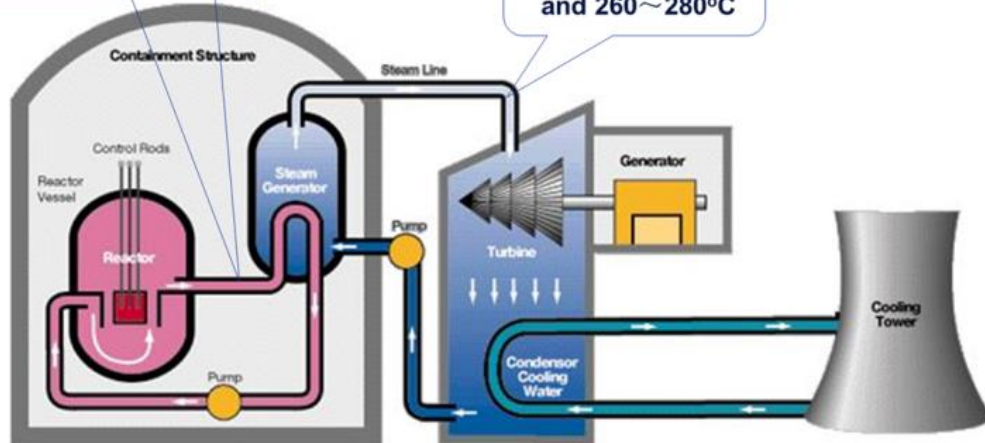 and 260～280ºC
Containment Structure
Steam Line
Control Rods
Reactor
Vessel
Steam
Generator
Generator
Pump
Reactor
Turbine
Cooling
Tower
Condensor
Cooling
Water
Pump